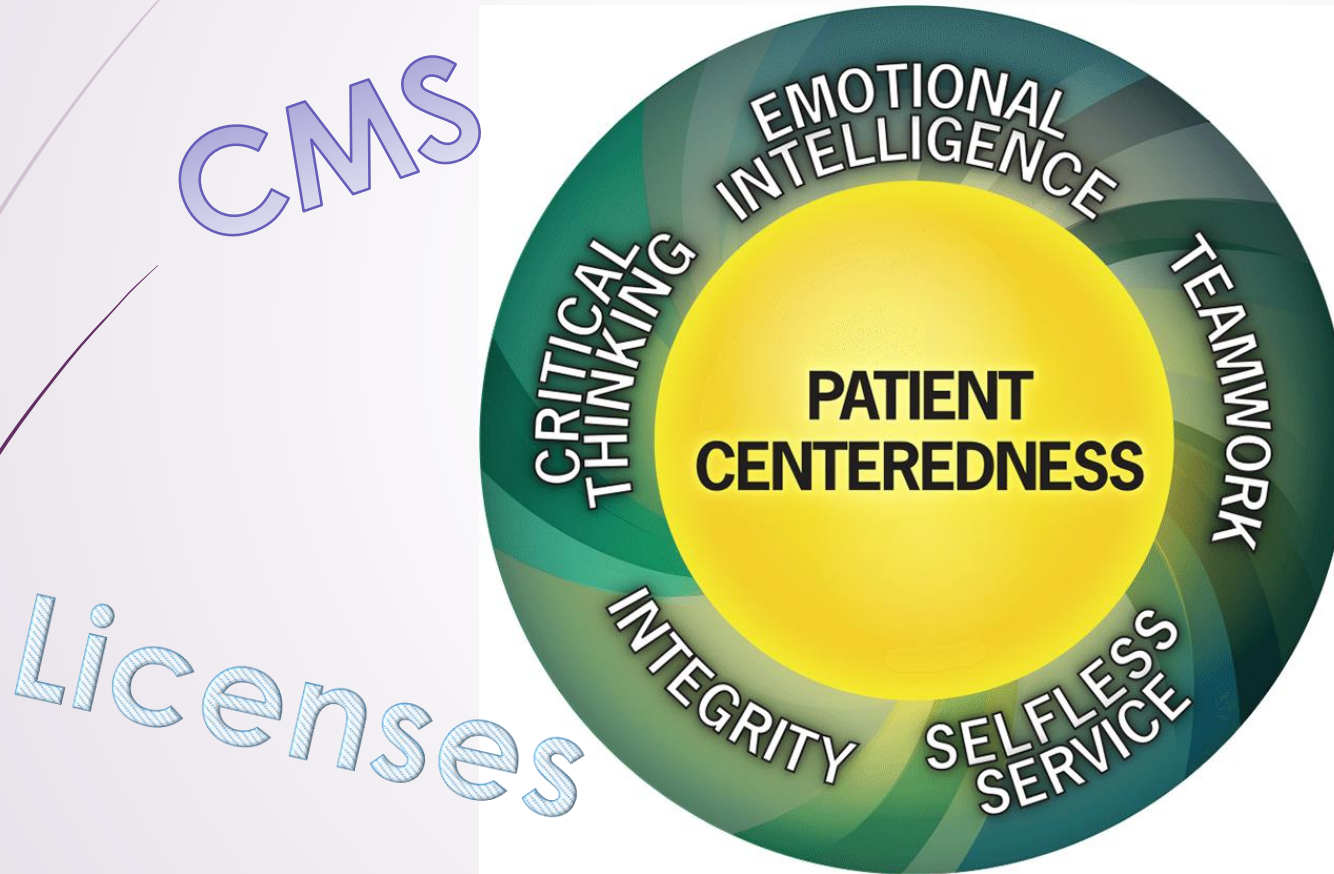 CMS
EMOTIONAL
INTELLIGENCE
CRITICAL
THINKING
TEAMWORK
PATIENT
CENTEREDNESS
INTEGRITY
SELFLESS
SERVICE
Licenses